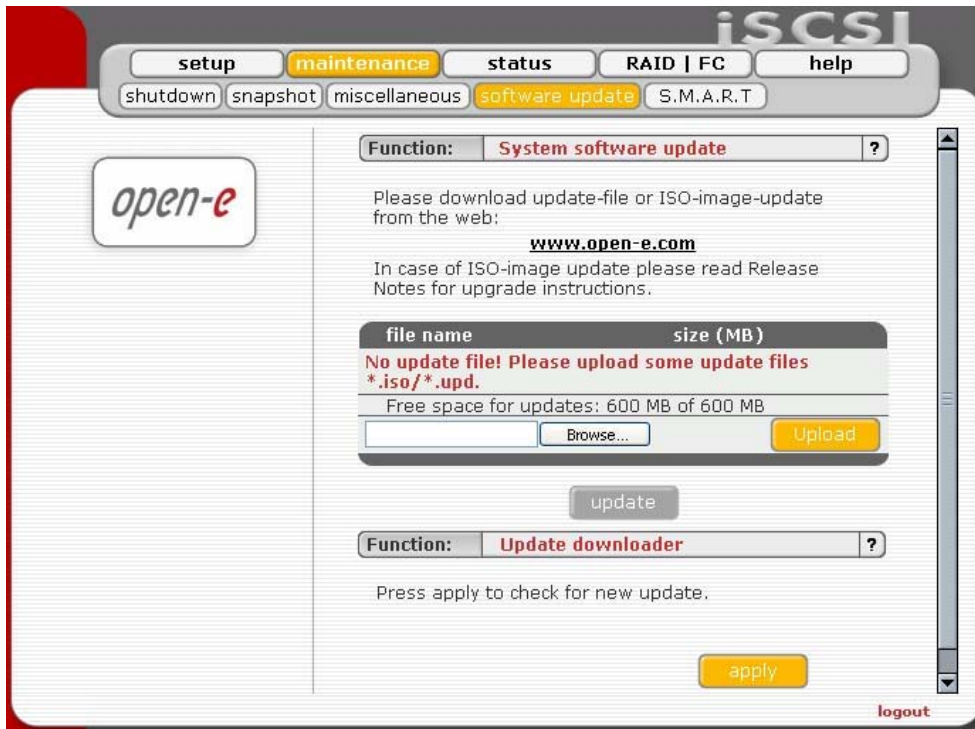 iSCSI
setup maintenance status RAID | FC help
shutdown snapshot miscellaneous software update S.M.A.R.T
open-e
Function: System software update ?
Please download update-file or ISO-image-update
from the web:
www.open-e.com
In case of ISO-image update please read Release
Notes for upgrade instructions.
file name size (MB)
No update file! Please upload some update files
*.iso/*.upd.
Free space for updates: 600 MB of 600 MB
Browse... Upload
update
Function: Update downloader ?
Press apply to check for new update.
apply
logout